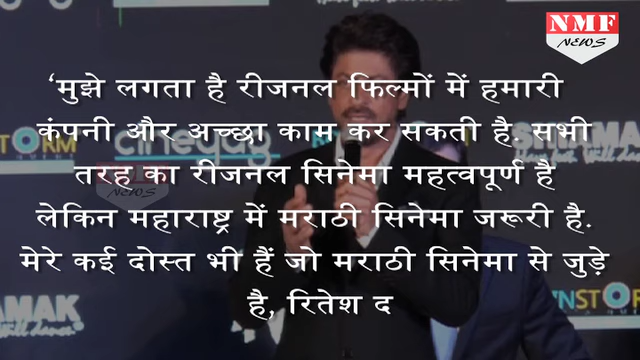 NMF
NEWS
‘मुझे लगता है रीजनल फिल्मों में हमारी
कंपनी और अच्छा काम कर सकती है. सभी
तरह का रीजनल सिनेमा महत्वपूर्ण है
लेकिन महाराष्ट्र में मराठी सिनेमा जरूरी है.
मेरे कई दोस्त भी हैं जो मराठी सिनेमा से जुड़े
है, रितेश द